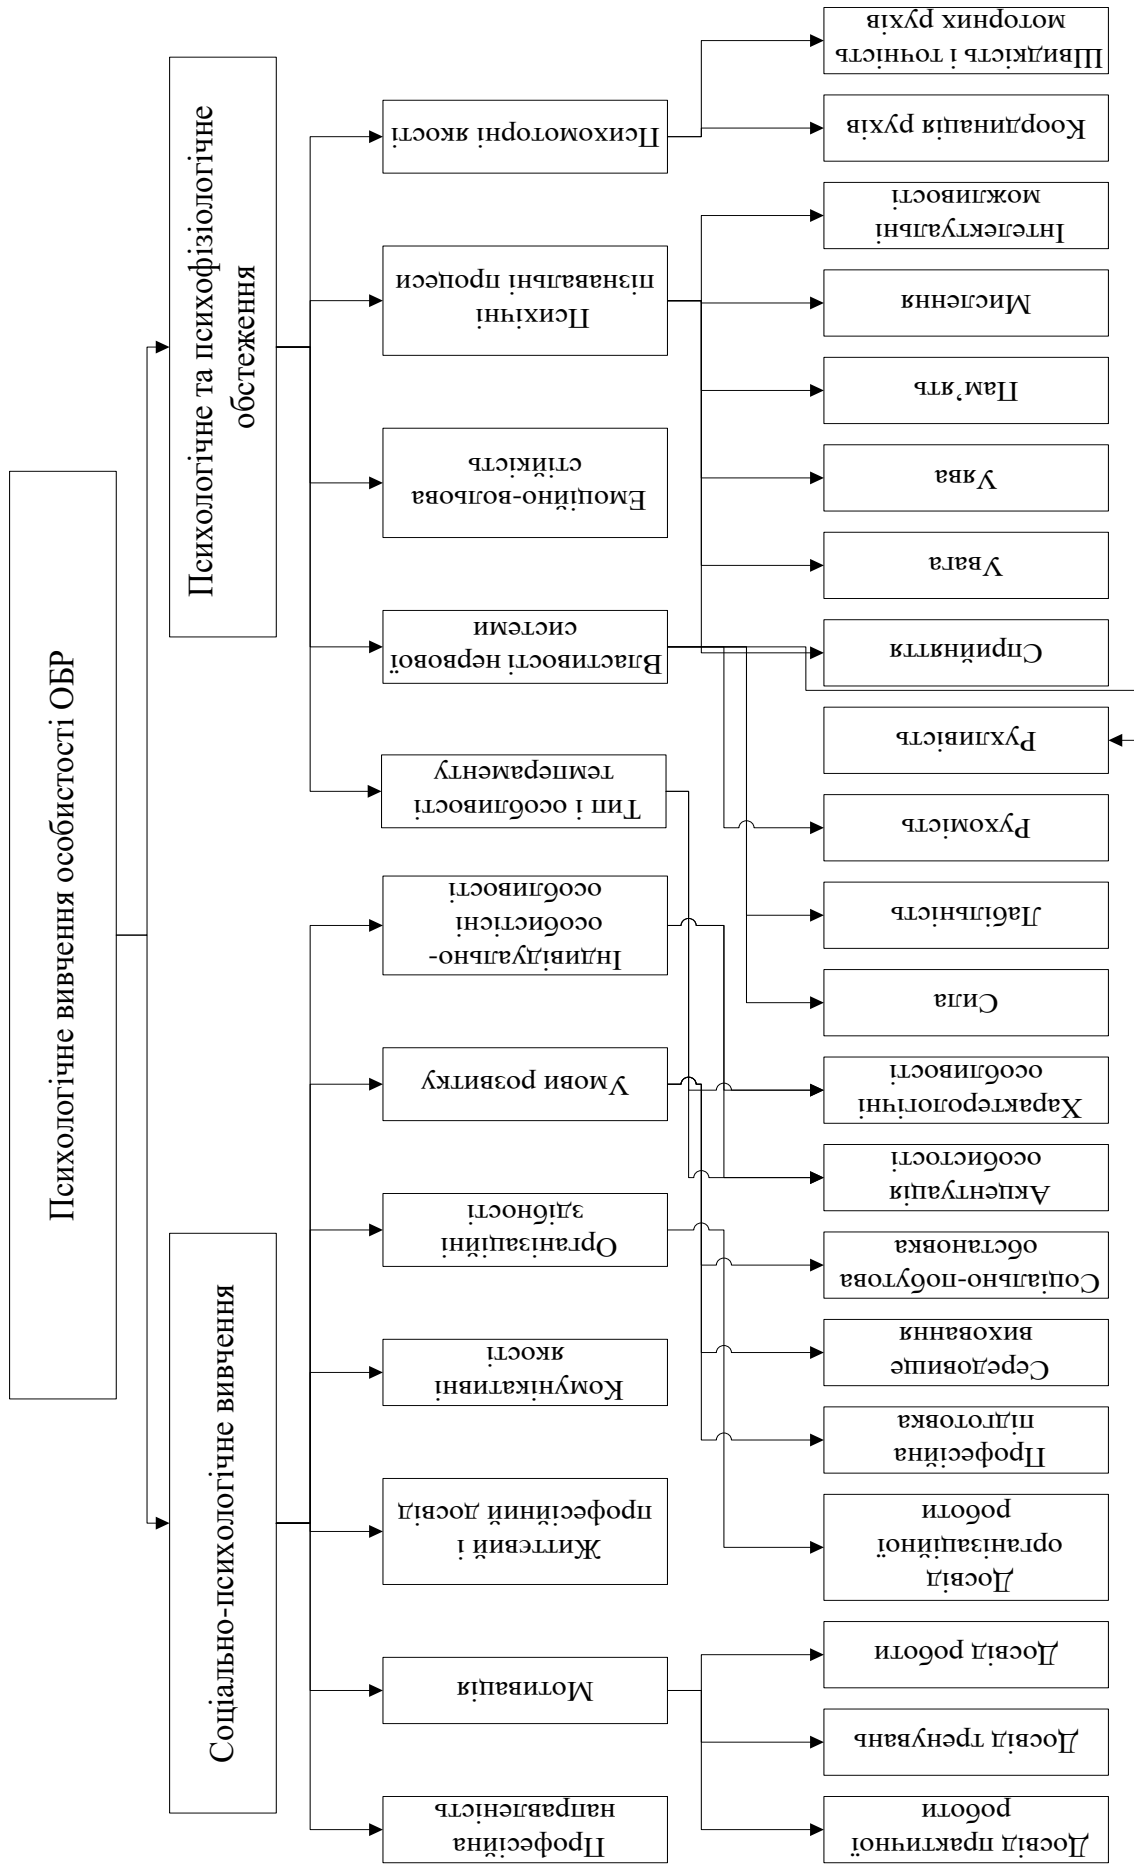 Психологічне вивчення особистості ОБР
Соціально-психологічне вивчення
Психологічне та психофізіологічне
обстеження
Професійна
направленість
Мотивація
Життєвий і
професійний досвід
Комунікативні
якості
Організаційні
здібності
Умови розвитку
Індивідуально-
особистісні
особливості
Тип і особливості
темпераменту
Властивості нервової
системи
Емоційно-вольова
стійкість
Психічні
пізнавальні процеси
Психомоторні якості
Досвід практичної
роботи
Досвід тренувань
Досвід роботи
Досвід
організаційної
роботи
Професійна
підготовка
Середовище
виховання
Соціально-побутова
обстановка
Акцентуація
особистості
Характерологічні
особливості
Сила
Лабільність
Рухомість
Рухливість
Сприйняття
Увага
Уява
Пам’ять
Мислення
Інтелектуальні
можливості
Координація рухів
Швидкість і точність
моторних рухів